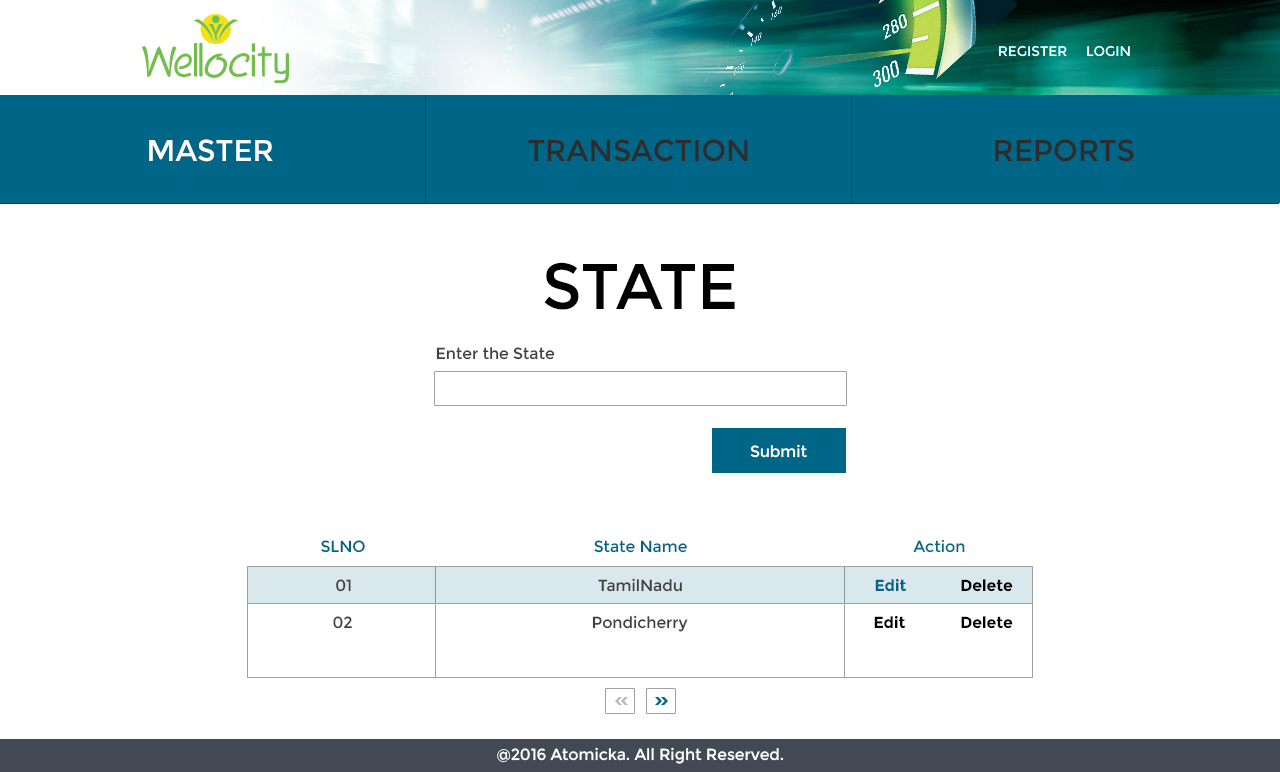 Wellocity
280
300
REGISTER LOGIN
MASTER TRANSACTION REPORTS
STATE
Enter the State
Submit
SLNO State Name Action
01 TamilNadu Edit Delete
02 Pondicherry Edit Delete
« »
@2016 Atomicka. All Right Reserved.